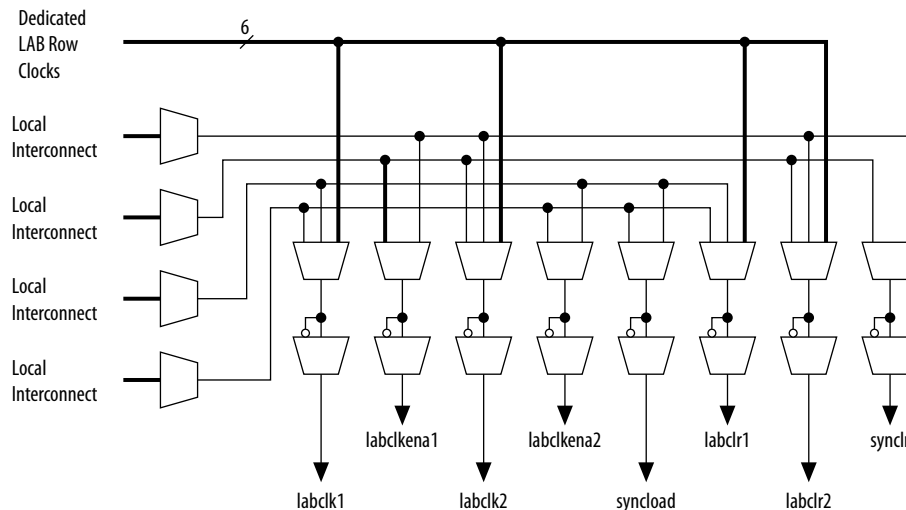 Dedicated
LAB Row
Clocks
6
Local
Interconnect
Local
Interconnect
Local
Interconnect
Local
Interconnect
labclkena1
labclkena2
labclr1
labclk1
labclk2
syncload
labclr2